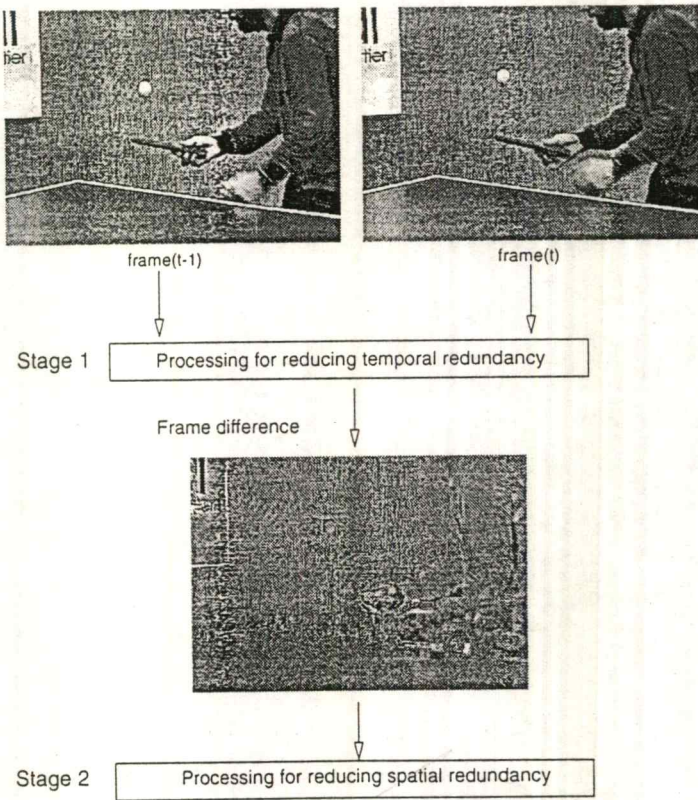 tier
tier
frame(t-1)
frame(t)
Stage 1
Processing for reducing temporal redundancy
Frame difference
Stage 2
Processing for reducing spatial redundancy